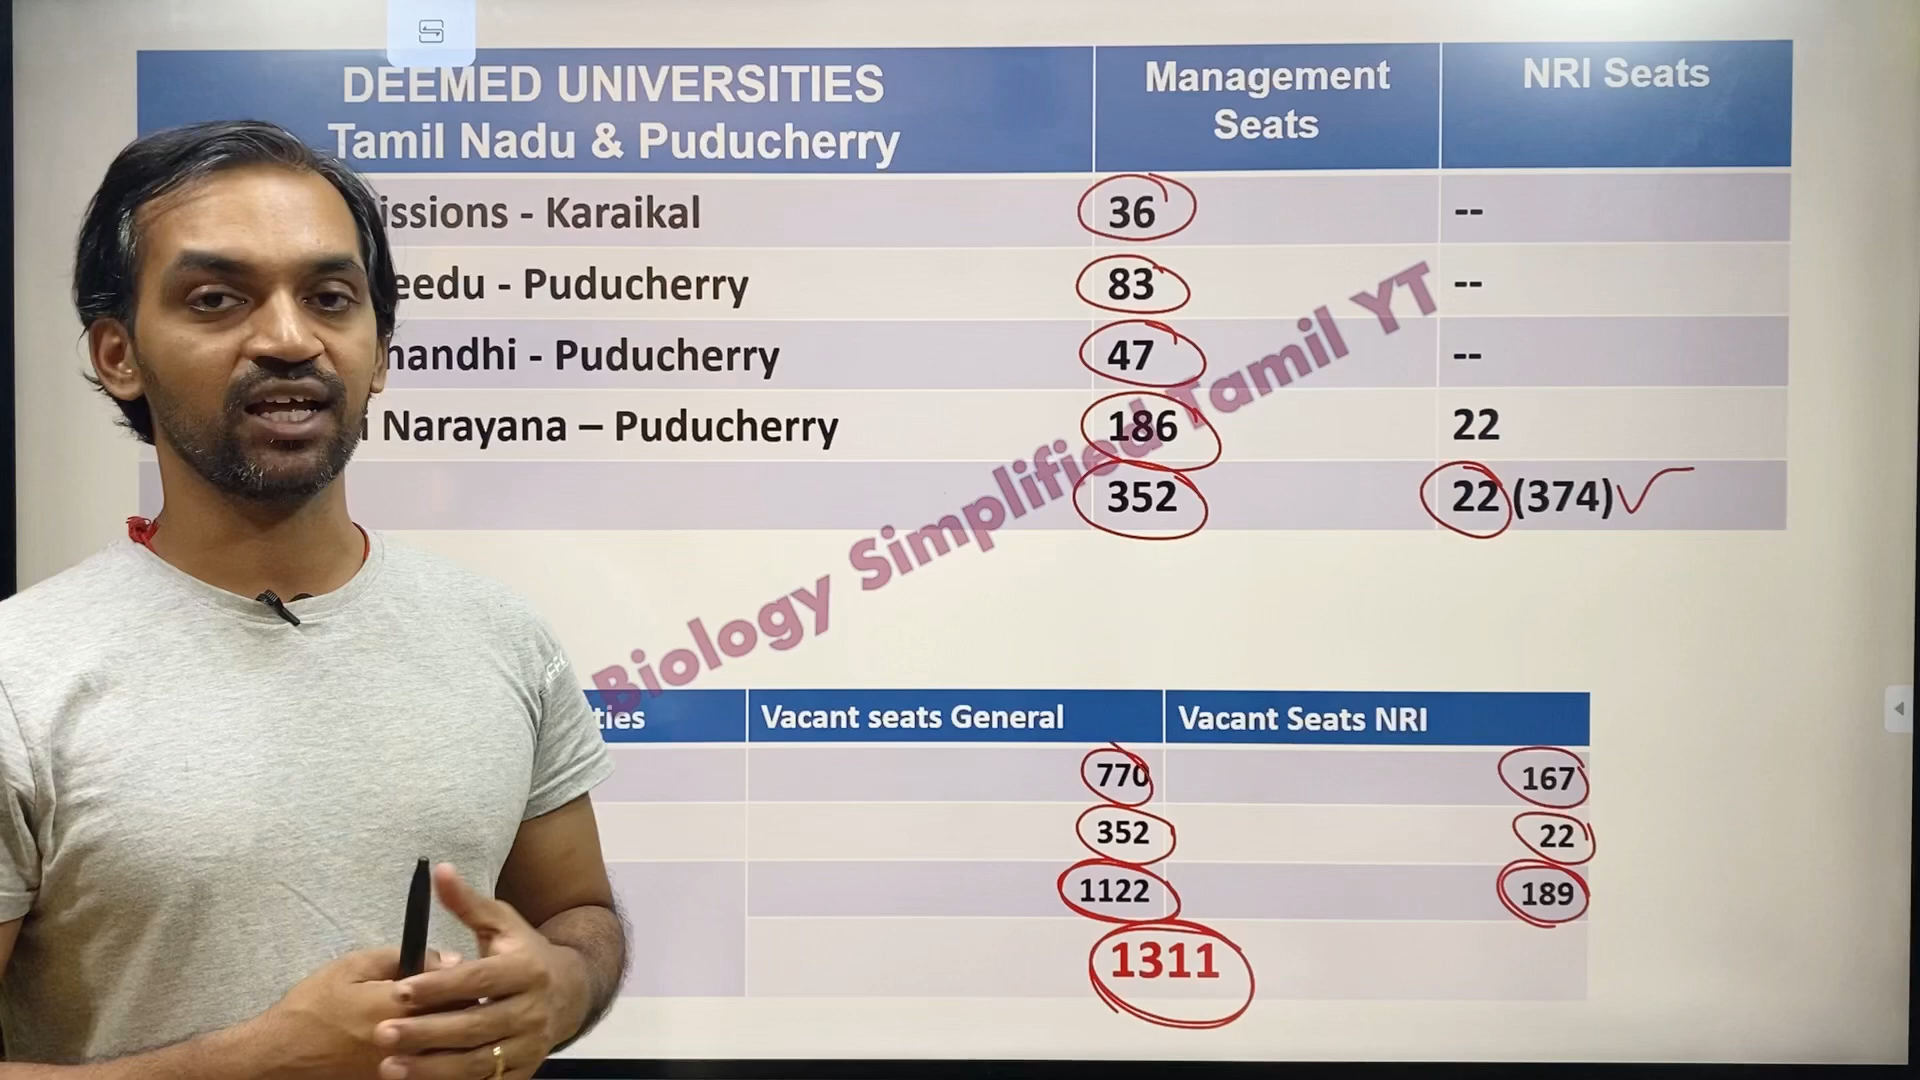 DEEMED UNIVERSITIES
Tamil Nadu & Puducherry
Management
Seats
NRI Seats
issions - Karaikal
36
--
eedu - Puducherry
83
--
handhi - Puducherry
47
--
i Narayana – Puducherry
186
22
352
22 (374)
Biology Simplified Tamil YT
ties
Vacant seats General
Vacant Seats NRI
770
167
352
22
1122
189
1311